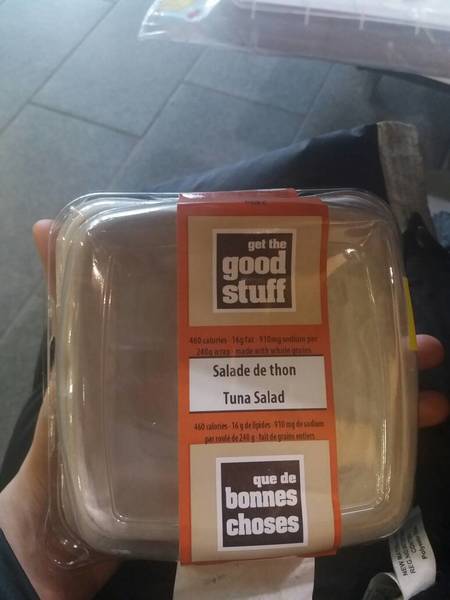 get the
good
stuff
460 calories · 16g fat · 910mg sodium per
240g wrap · made with whole grains
Salade de thon
Tuna Salad
460 calories · 16 g de lipides · 910 mg de sodium
par roulé de 240 g · fait de grains entiers
que de
bonnes
choses